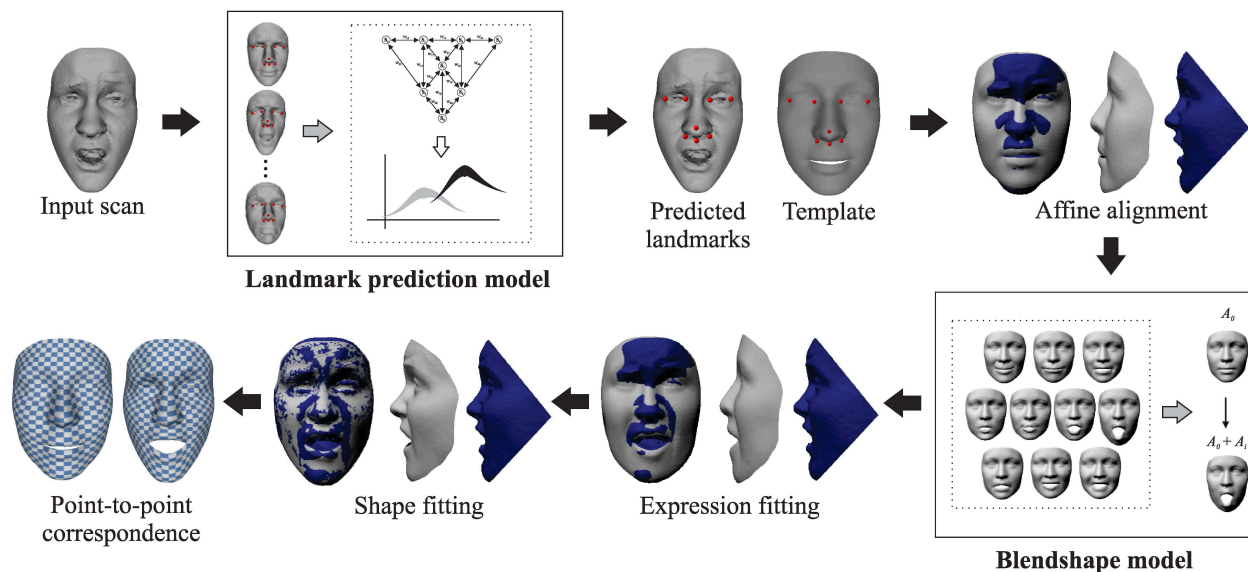 Input scan
Landmark prediction model
Predicted
landmarks
Template
Affine alignment
A₀
A₀ + Aᵢ
Blendshape model
Expression fitting
Shape fitting
Point-to-point
correspondence